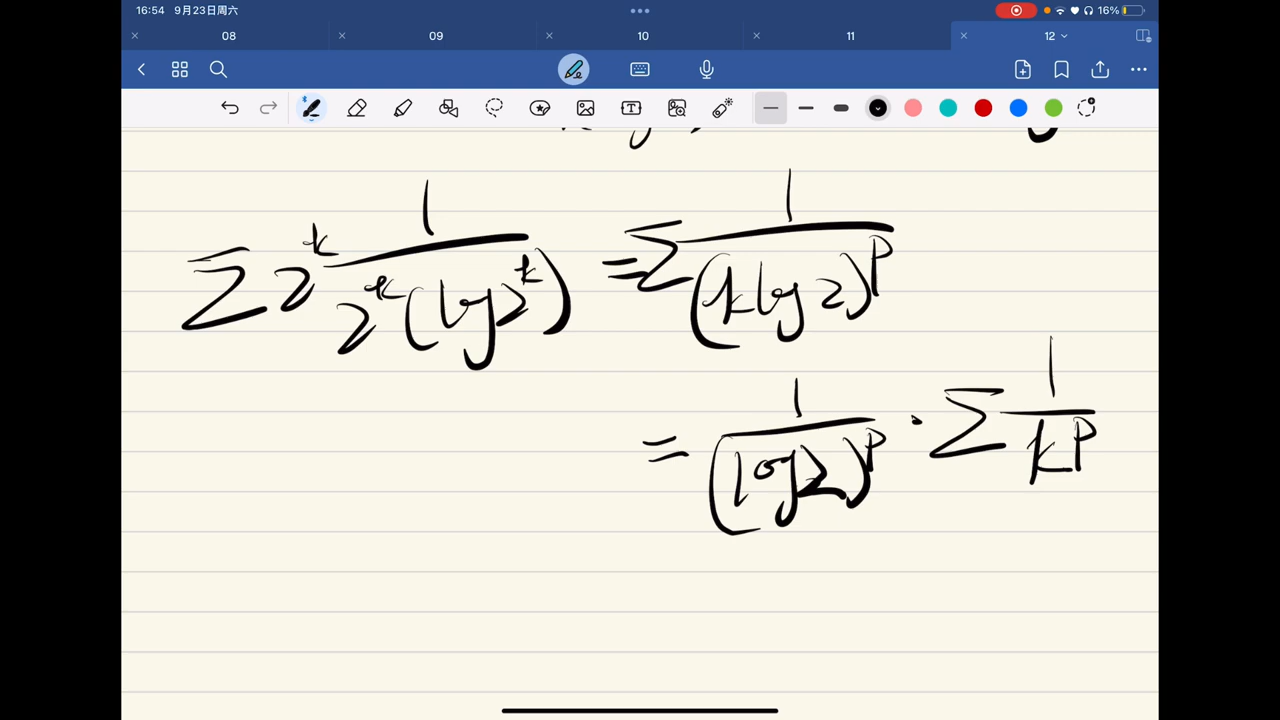 16:54 9月23日周六 16%
08 09 10 11 12
∑ 2^k 1/(2^k (log 2^k)) = ∑ 1/(k log 2)^p
= 1/(log 2)^p · ∑ 1/k^p